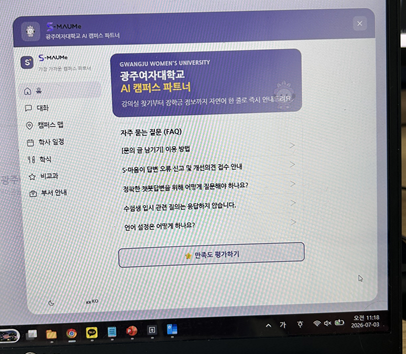 S-MAUMe
광주여자대학교 AI 캠퍼스 파트너
S-MAUMe
가장 가까운 캠퍼스 파트너
홈
대화
캠퍼스 맵
학사 일정
학식
비교과
부서 안내
GWANGJU WOMEN'S UNIVERSITY
광주여자대학교
AI 캠퍼스 파트너
강의실 찾기부터 장학금 정보까지 자연어 한 줄로 즉시
자주 묻는 질문 (FAQ)
[문의 글 남기기] 이용 방법
S-마음이 답변 오류 신고 및 개선의견 접수 안내
정확한 챗봇답변을 위해 어떻게 질문해야 하나요?
수험생 입시 관련 질의는 응답하지 않습니다.
언어 설정은 어떻게 하나요?
만족도 평가하기
KO
가
오전 11:18
2026-07-03